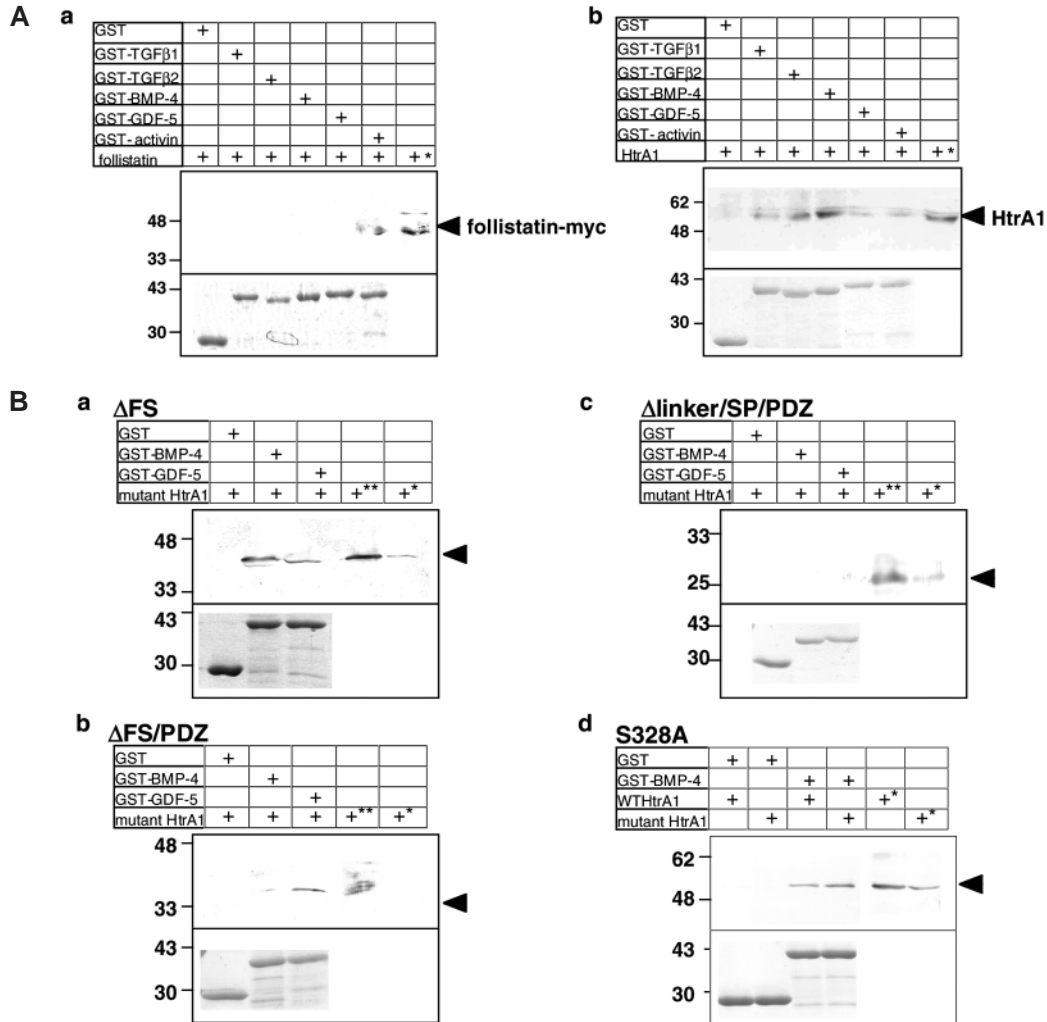 A
a
GST +
GST-TGFβ1 +
GST-TGFβ2 +
GST-BMP-4 +
GST-GDF-5 +
GST- activin +
follistatin + + + + + + +*
48
33
follistatin-myc
43
30
b
GST +
GST-TGFβ1 +
GST-TGFβ2 +
GST-BMP-4 +
GST-GDF-5 +
GST- activin +
HtrA1 + + + + + + +*
62
48
HtrA1
43
30
B
a ΔFS
GST +
GST-BMP-4 +
GST-GDF-5 +
mutant HtrA1 + + + +** +*
48
33
43
30
b ΔFS/PDZ
GST +
GST-BMP-4 +
GST-GDF-5 +
mutant HtrA1 + + + +** +*
48
33
43
30
c Δlinker/SP/PDZ
GST +
GST-BMP-4 +
GST-GDF-5 +
mutant HtrA1 + + + +** +*
33
25
43
30
d S328A
GST + +
GST-BMP-4 + +
WTHtrA1 + + +*
mutant HtrA1 + + +*
62
48
43
30